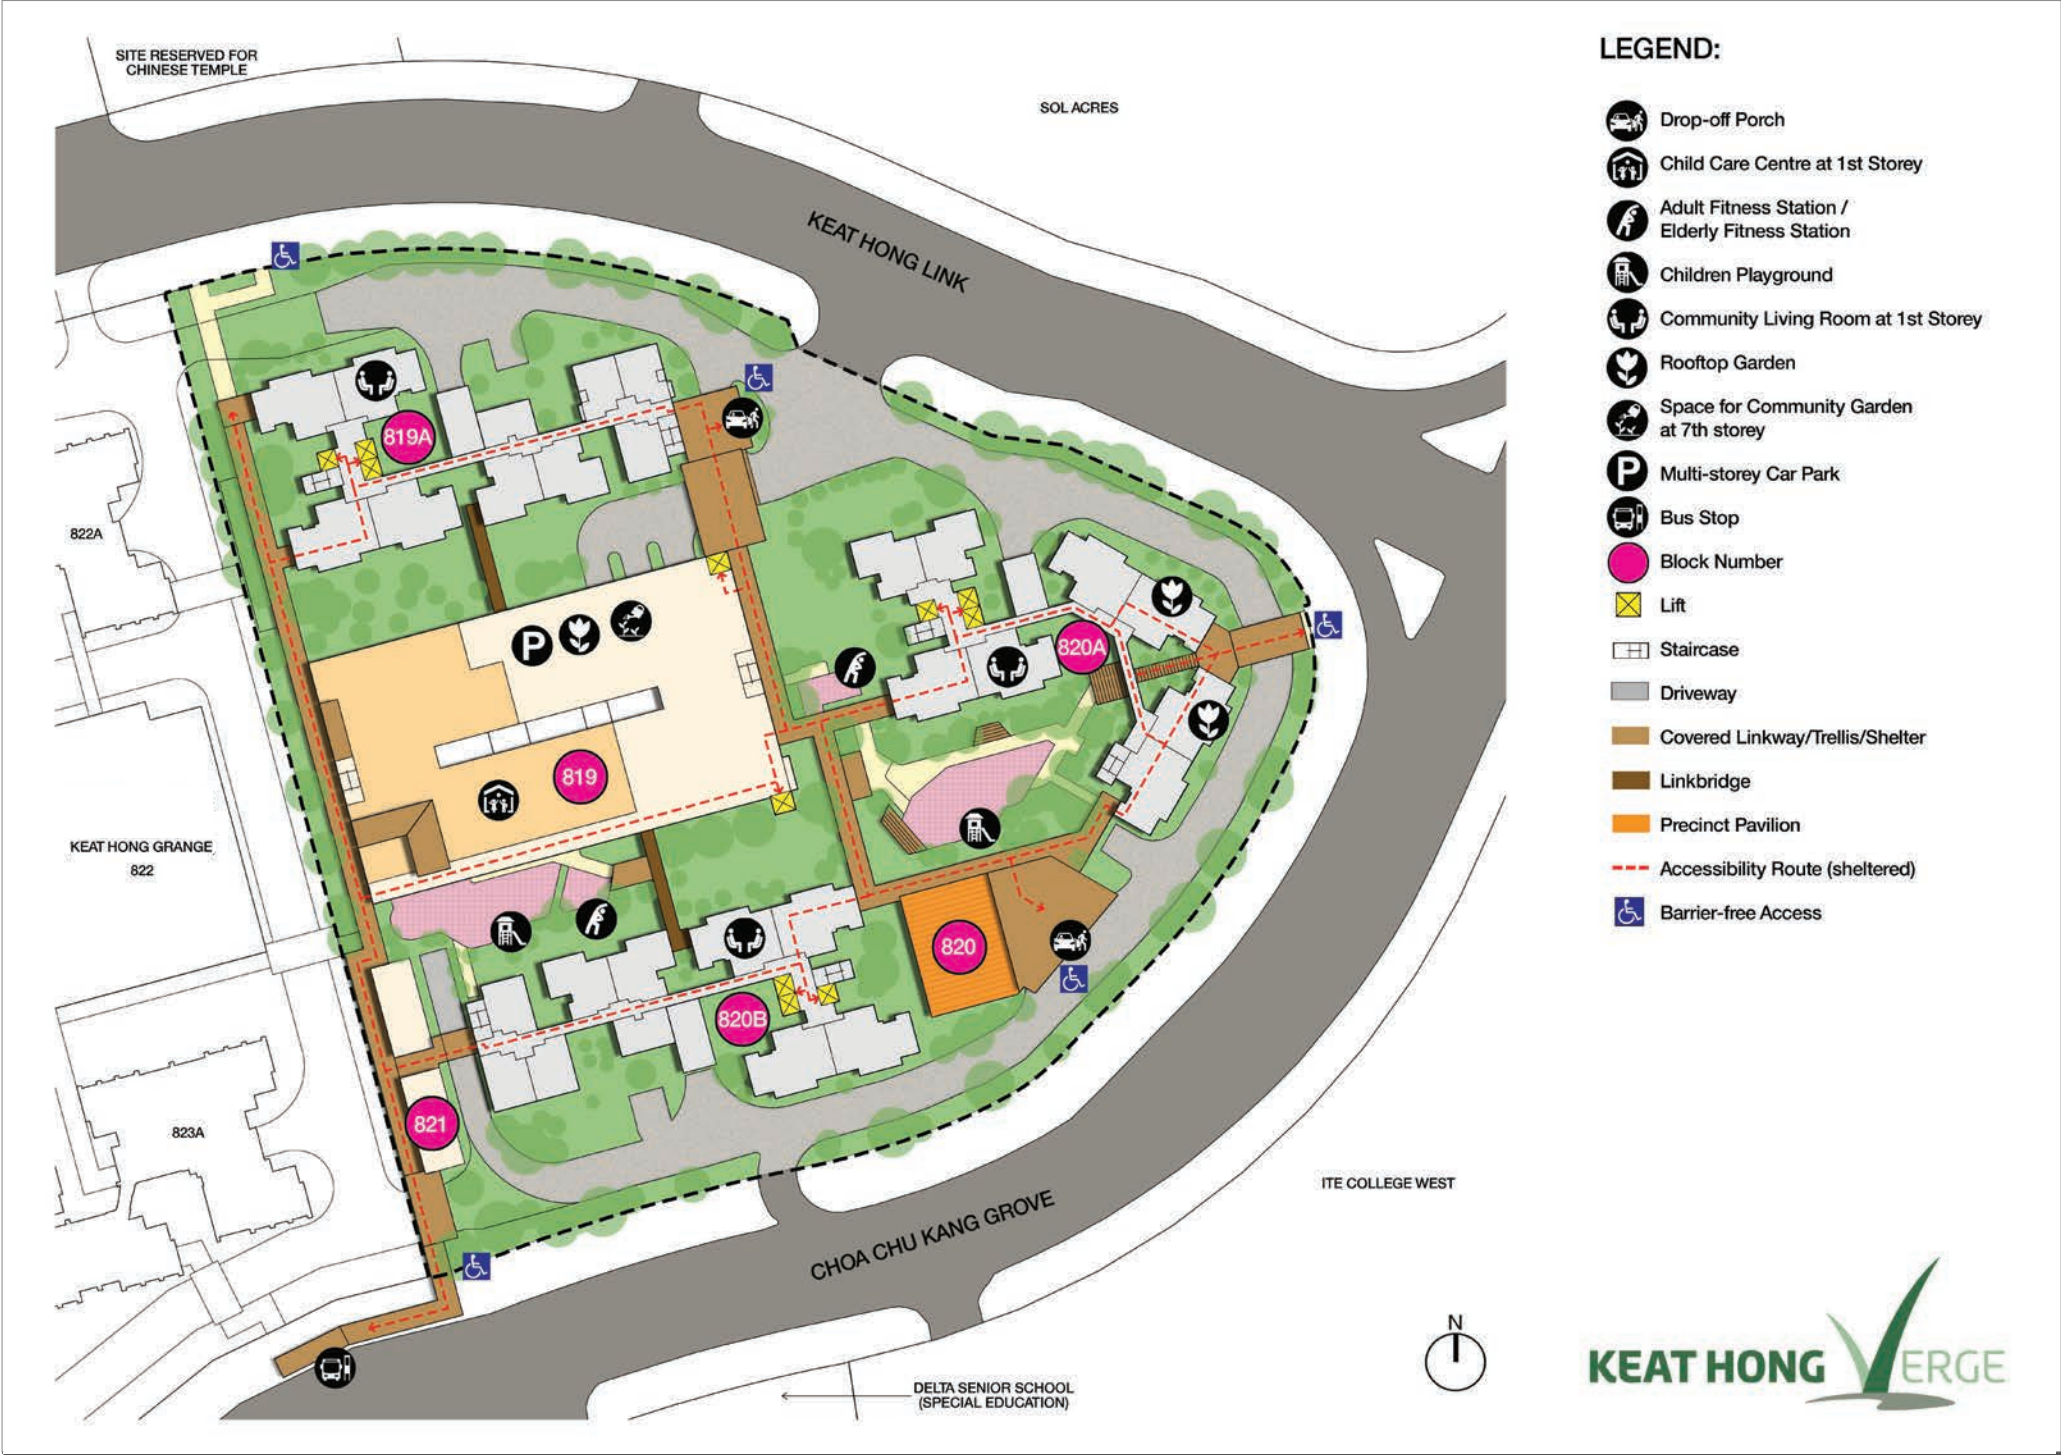 SITE RESERVED FOR
CHINESE TEMPLE
SOL ACRES
KEAT HONG LINK
819A
822A
820A
819
KEAT HONG GRANGE
822
820
820B
821
823A
ITE COLLEGE WEST
CHOA CHU KANG GROVE
DELTA SENIOR SCHOOL
(SPECIAL EDUCATION)
P
N
LEGEND:
Drop-off Porch
Child Care Centre at 1st Storey
Adult Fitness Station /
Elderly Fitness Station
Children Playground
Community Living Room at 1st Storey
Rooftop Garden
Space for Community Garden
at 7th storey
P Multi-storey Car Park
Bus Stop
Block Number
Lift
Staircase
Driveway
Covered Linkway/Trellis/Shelter
Linkbridge
Precinct Pavilion
Accessibility Route (sheltered)
Barrier-free Access
KEAT HONG VERGE